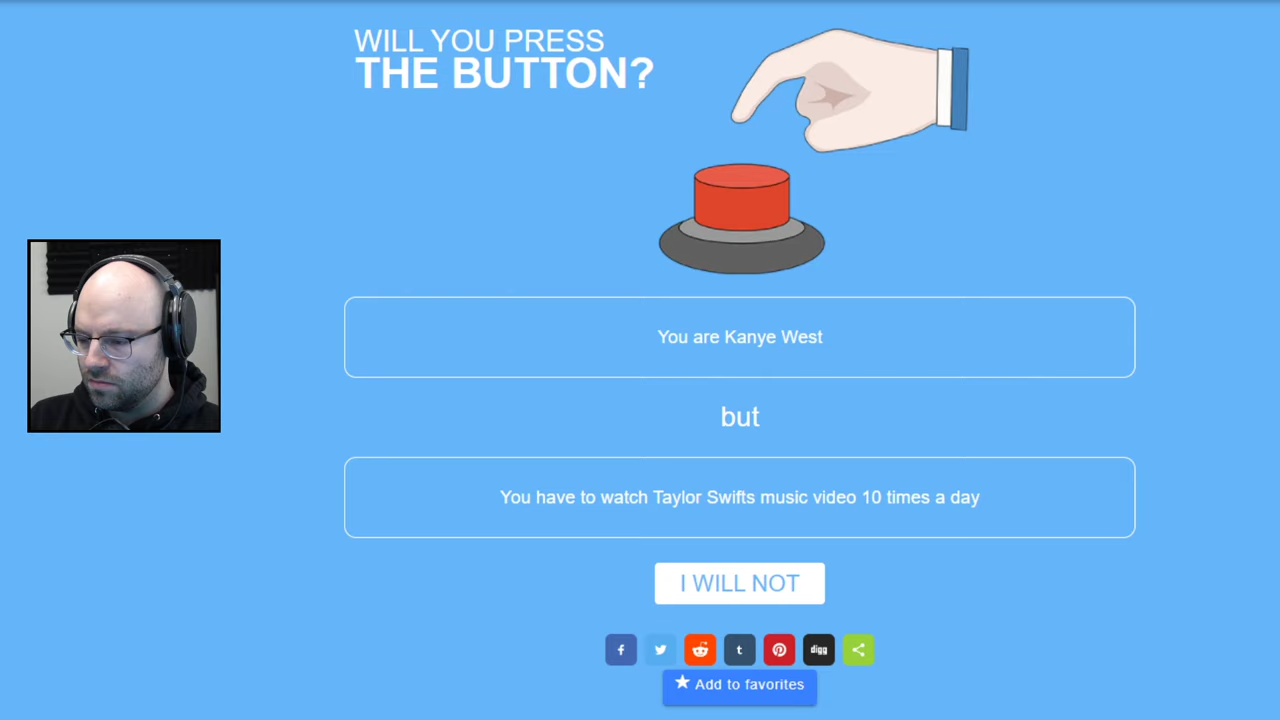 WILL YOU PRESS
THE BUTTON?
You are Kanye West
but
You have to watch Taylor Swifts music video 10 times a day
I WILL NOT
f
t
digg
Add to favorites